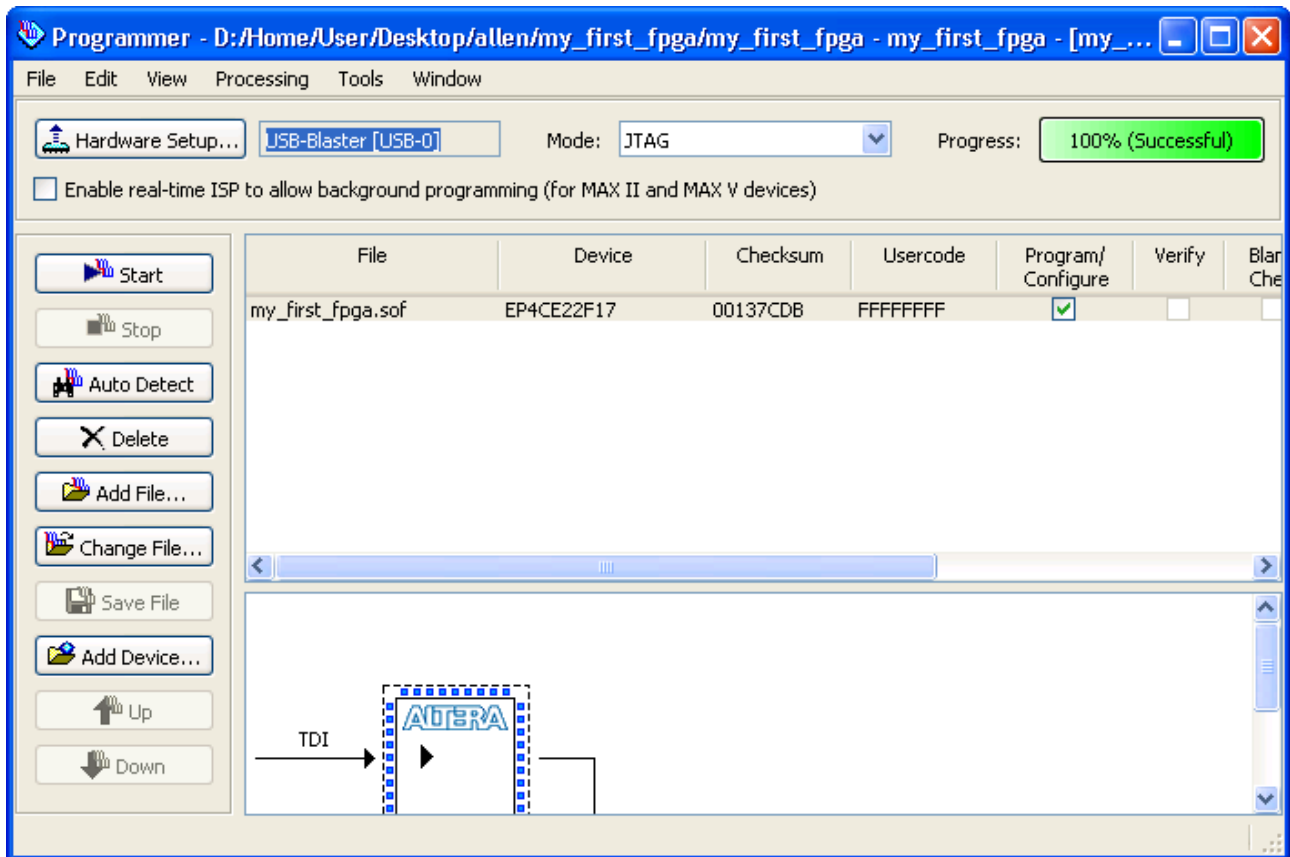 Programmer - D:/Home/User/Desktop/allen/my_first_fpga/my_first_fpga - my_first_fpga - [my_...
File Edit View Processing Tools Window
Hardware Setup... USB-Blaster [USB-0] Mode: JTAG Progress: 100% (Successful)
Enable real-time ISP to allow background programming (for MAX II and MAX V devices)
Start
Stop
Auto Detect
Delete
Add File...
Change File...
Save File
Add Device...
Up
Down
File Device Checksum Usercode Program/ Verify Blan
Configure Che
my_first_fpga.sof EP4CE22F17 00137CDB FFFFFFFF
ALTERA
TDI